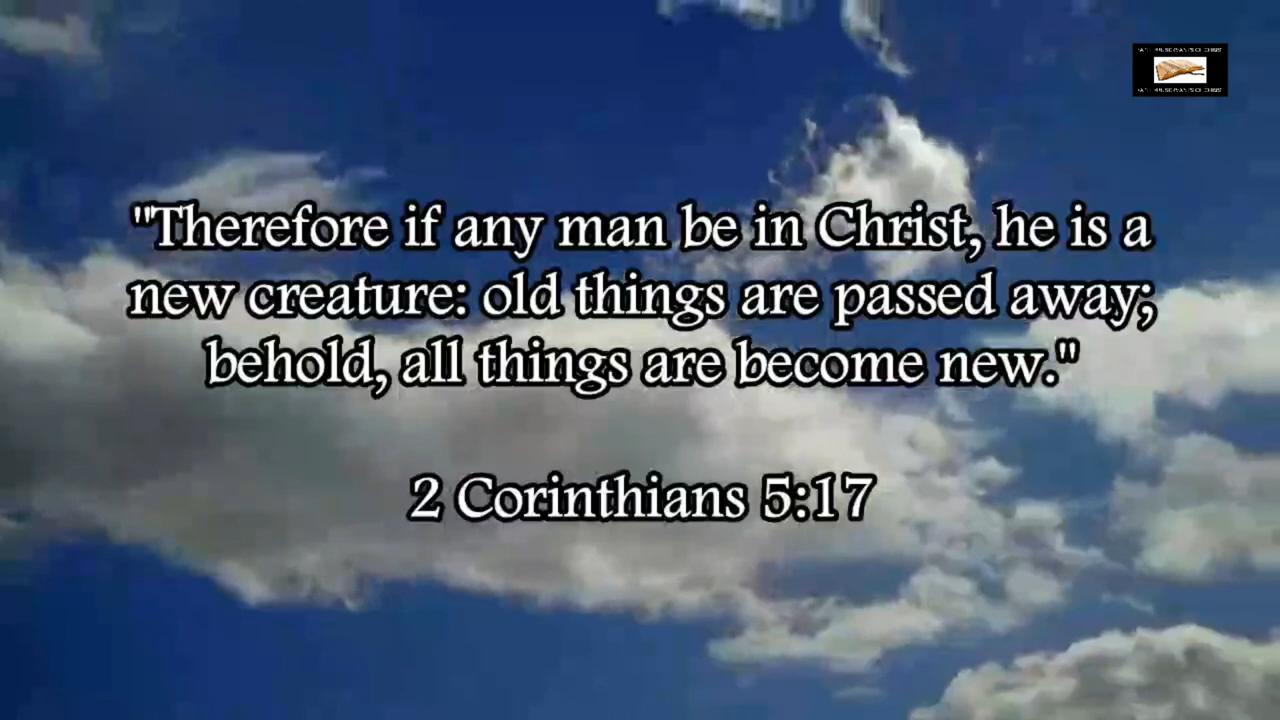 "Therefore if any man be in Christ, he is a
new creature: old things are passed away;
behold, all things are become new."
2 Corinthians 5:17